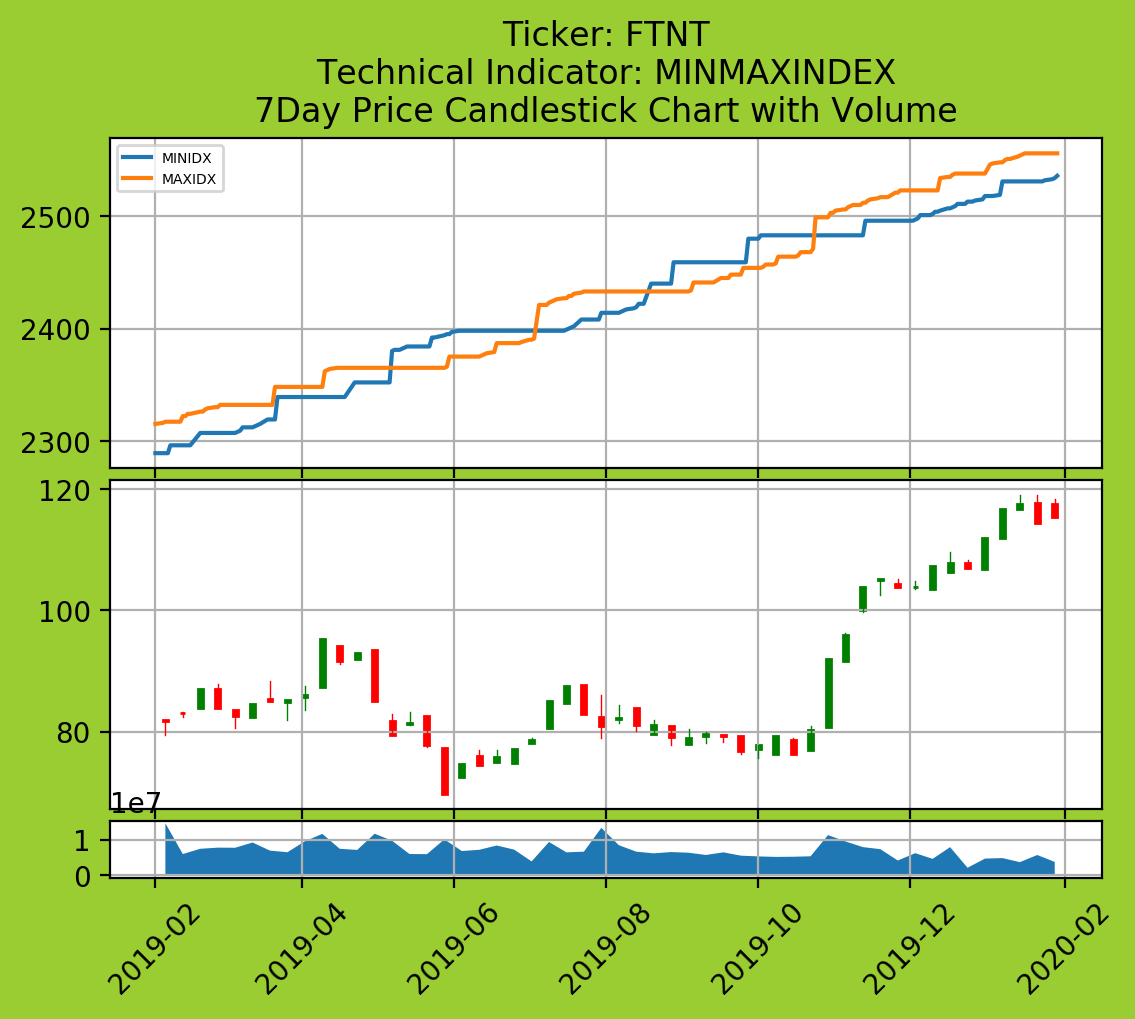 Ticker: FTNT
Technical Indicator: MINMAXINDEX
7Day Price Candlestick Chart with Volume
MINIDX
MAXIDX
2500
2400
2300
120
100
80
1e7
1
0
2019-02
2019-04
2019-06
2019-08
2019-10
2019-12
2020-02